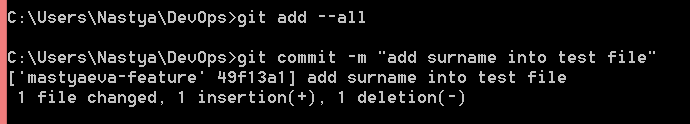 C:\Users\Nastya\DevOps>git add --all
C:\Users\Nastya\DevOps>git commit -m "add surname into test file"
['mastyaeva-feature' 49f13a1] add surname into test file
1 file changed, 1 insertion(+), 1 deletion(-)